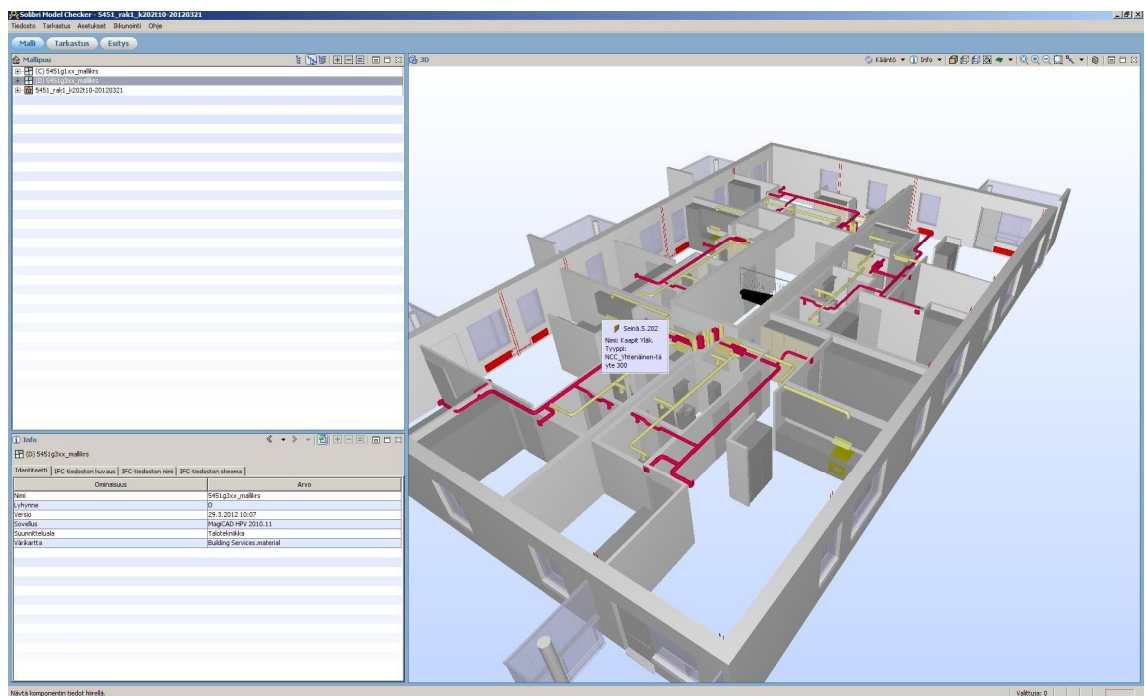 Solibri Model Checker - 5451_rak1_k202t10-20120321
Tiedosto Tarkastus Asetukset Ikkunointi Ohje
Malli Tarkastus Esitys
Mallipuu
3D
Kääntö Info
(C) 5451g1xx_mallikrs
(D) 5451g3xx_mallikrs
5451_rak1_k202t10-20120321
Seinä.5.202
Nimi: Kaapit Yläk.
Tyyppi:
NCC_Yhtenäinen-tä
yte 300
Info
(D) 5451g3xx_mallikrs
Identiteetti IFC-tiedoston kuvaus IFC-tiedoston nimi IFC-tiedoston skeema
Ominaisuus Arvo
Nimi 5451g3xx_mallikrs
Lyhynne D
Versio 29.3.2012 10:07
Sovellus MagiCAD HPV 2010.11
Suunnitteluala Talotekniikka
Värikartta Building Services.material
Näytä komponentin tiedot hiirellä.
Valittuja: 0